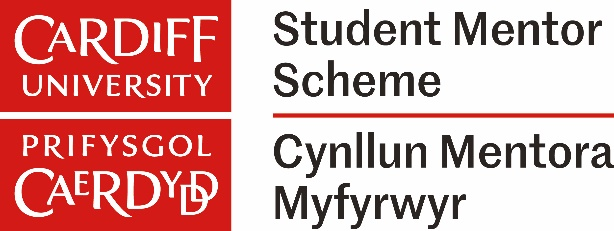 CARDIFF
UNIVERSITY
PRIFYSGOL
CAERDYDD
Student Mentor
Scheme
Cynllun Mentora
Myfyrwyr